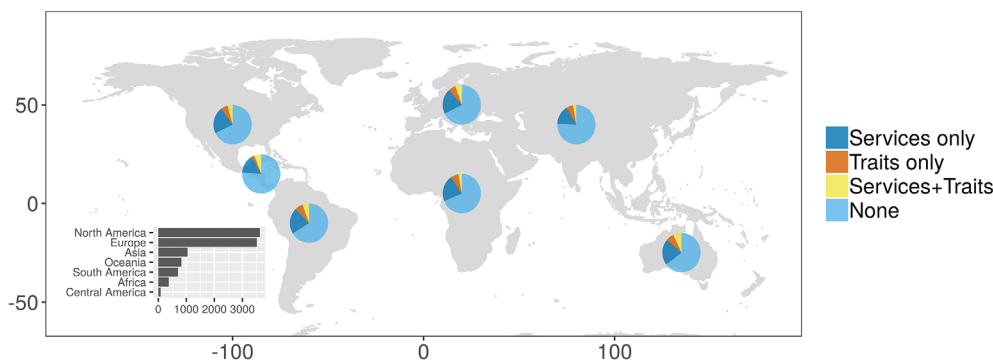 50
0
-50
-100
0
100
North America
Europe
Asia
Oceania
South America
Africa
Central America
0 1000 2000 3000
Services only
Traits only
Services+Traits
None